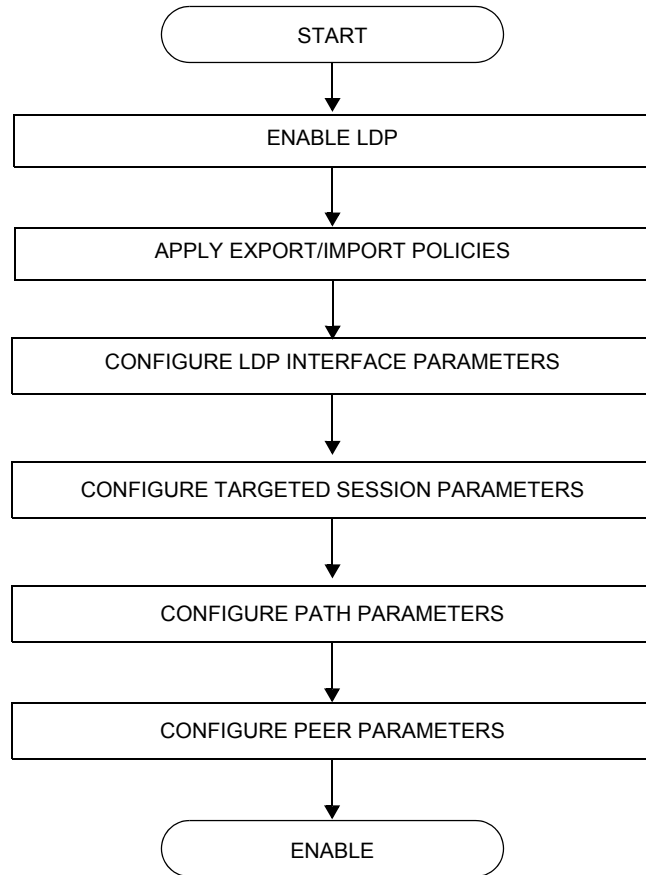 START
ENABLE LDP
APPLY EXPORT/IMPORT POLICIES
CONFIGURE LDP INTERFACE PARAMETERS
CONFIGURE TARGETED SESSION PARAMETERS
CONFIGURE PATH PARAMETERS
CONFIGURE PEER PARAMETERS
ENABLE